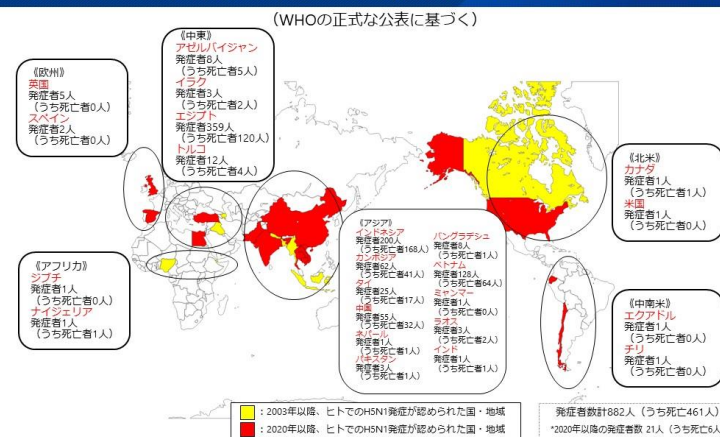 （WHOの正式な公表に基づく）
《欧州》
英国
発症者5人
（うち死亡者0人）
スペイン
発症者2人
（うち死亡者0人）
《中東》
アゼルバイジャン
発症者8人
（うち死亡者5人）
イラク
発症者3人
（うち死亡者2人）
エジプト
発症者359人
（うち死亡者120人）
トルコ
発症者12人
（うち死亡者4人）
《アフリカ》
ジブチ
発症者1人
（うち死亡者0人）
ナイジェリア
発症者1人
（うち死亡者1人）
《アジア》
インドネシア
発症者200人
（うち死亡者168人）
カンボジア
発症者62人
（うち死亡者41人）
タイ
発症者25人
（うち死亡者17人）
中国
発症者55人
（うち死亡者32人）
ネパール
発症者1人
（うち死亡者1人）
パキスタン
発症者3人
（うち死亡者1人）
バングラデシュ
発症者8人
（うち死亡者1人）
ベトナム
発症者128人
（うち死亡者64人）
ミャンマー
発症者1人
（うち死亡者0人）
ラオス
発症者3人
（うち死亡者2人）
インド
発症者1人
（うち死亡者1人）
《北米》
カナダ
発症者1人
（うち死亡者1人）
米国
発症者1人
（うち死亡者0人）
《中南米》
エクアドル
発症者1人
（うち死亡者0人）
チリ
発症者1人
（うち死亡者0人）
：2003年以降、ヒトでのH5N1発症が認められた国・地域
：2020年以降、ヒトでのH5N1発症が認められた国・地域
発症者数計882人（うち死亡461人）
*2020年以降の発症者数 21人（うち死亡6人